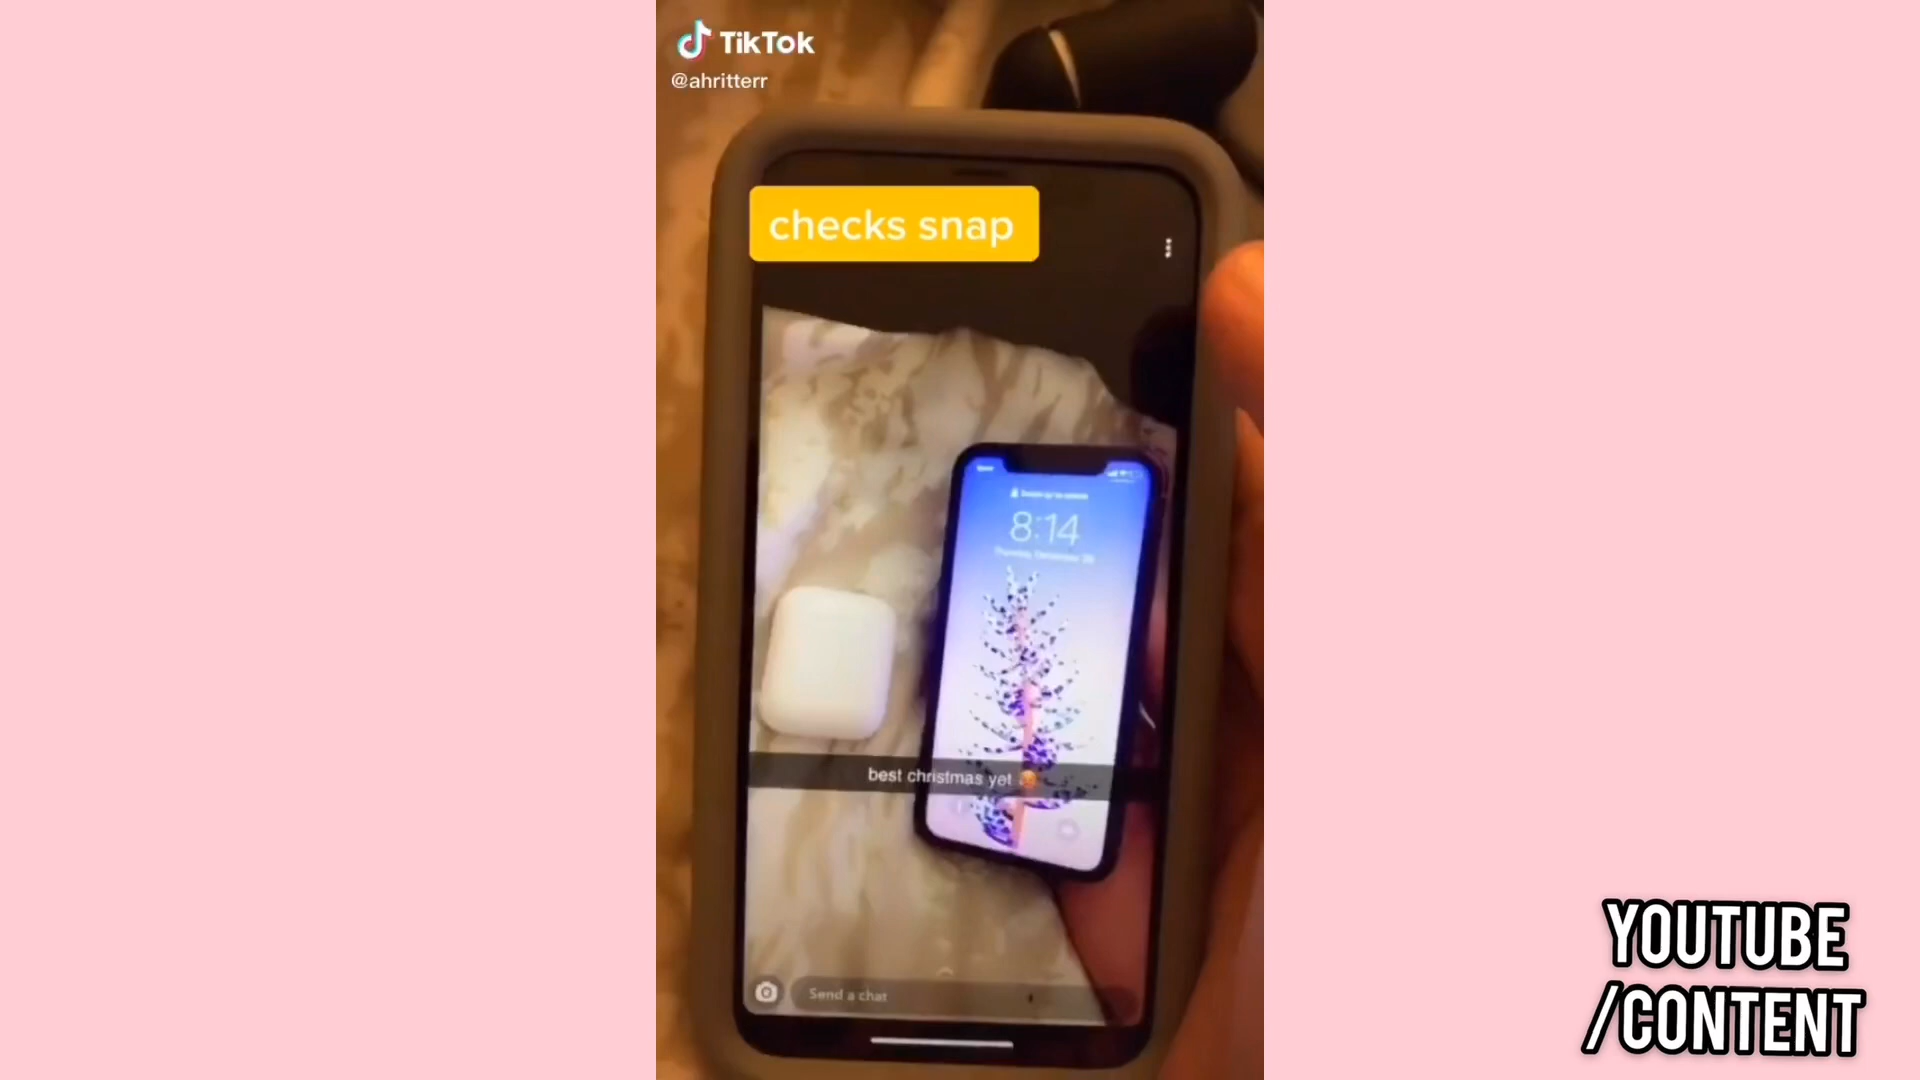 TikTok
@ahritterr
checks snap
8:14
best christmas yet
Send a chat
YOUTUBE
/CONTENT